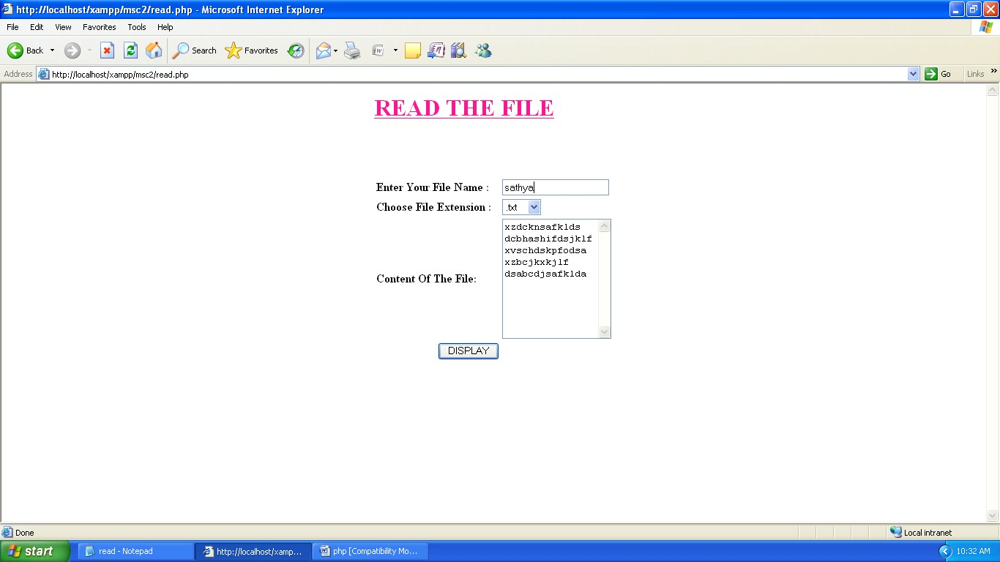 http://localhost/xampp/msc2/read.php - Microsoft Internet Explorer
File Edit View Favorites Tools Help
Back Search Favorites
Address http://localhost/xampp/msc2/read.php Go Links »
READ THE FILE
Enter Your File Name : sathya
Choose File Extension : .txt
xzdcknsafklds
dcbhashifdsjklf
xvschdskpfodsa
xzbcjkxkjlf
dsabcdjsafklda
Content Of The File:
DISPLAY
Done Local intranet
start read - Notepad http://localhost/xamp... php [Compatibility Mo... 10:32 AM